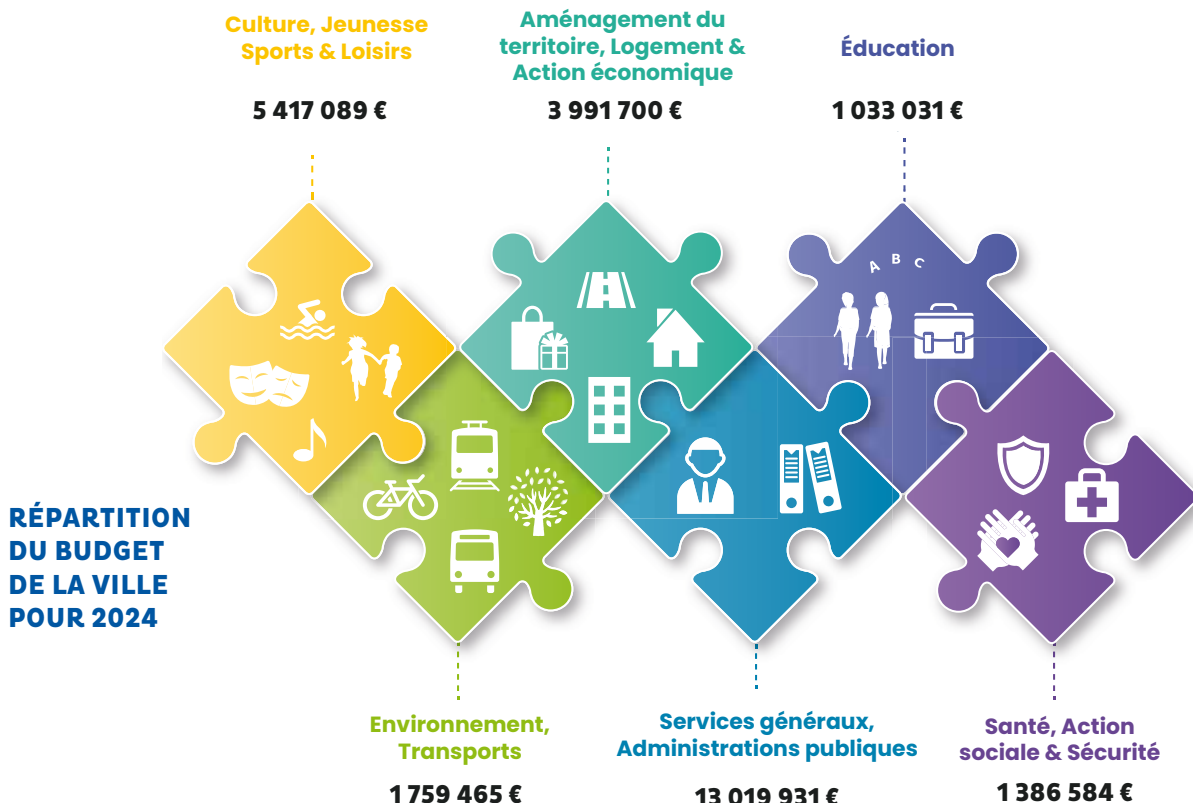 Culture, Jeunesse
Sports & Loisirs
5 417 089 €
Aménagement du
territoire, Logement &
Action économique
3 991 700 €
Éducation
1 033 031 €
A B C
RÉPARTITION
DU BUDGET
DE LA VILLE
POUR 2024
Environnement,
Transports
1 759 465 €
Services généraux,
Administrations publiques
13 019 931 €
Santé, Action
sociale & Sécurité
1 386 584 €